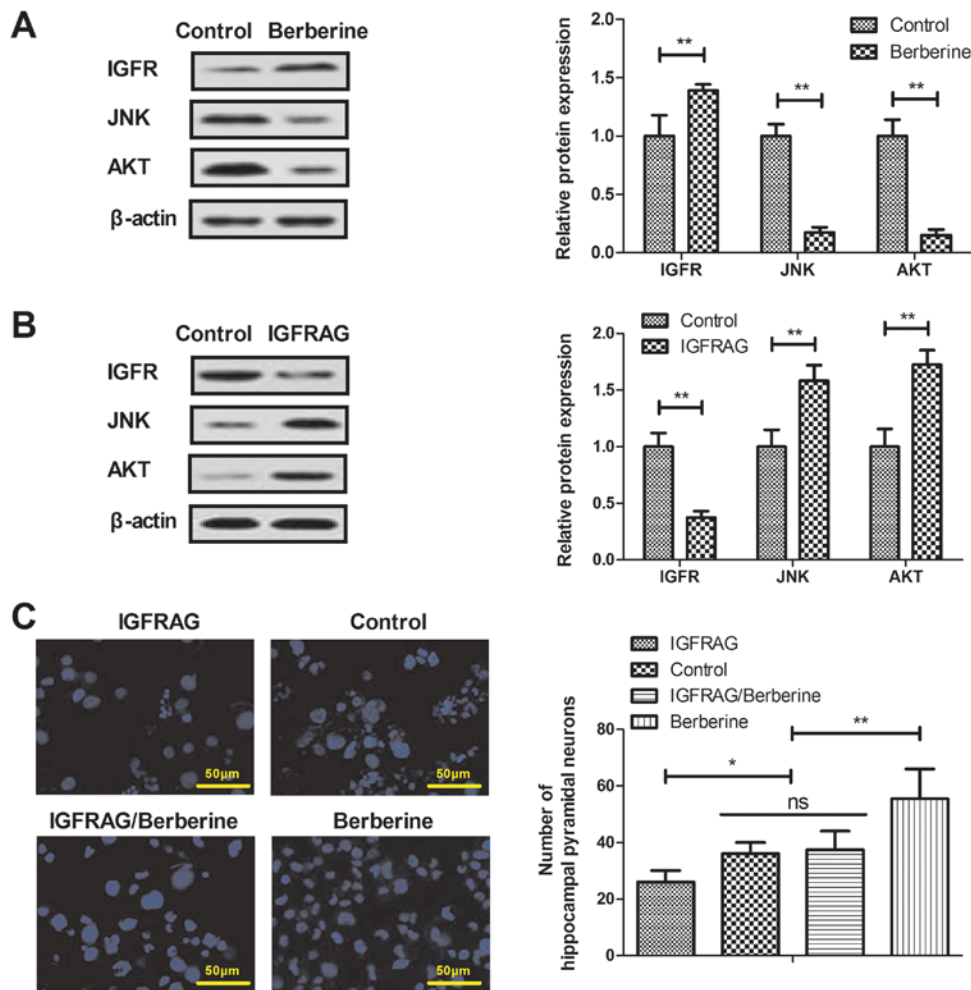 A
Control Berberine
IGFR
JNK
AKT
β-actin
Relative protein expression
2.0
1.5
1.0
0.5
0.0
Control
Berberine
**
**
**
IGFR JNK AKT
B
Control IGFRAG
IGFR
JNK
AKT
β-actin
Relative protein expression
2.0
1.5
1.0
0.5
0.0
Control
IGFRAG
**
**
**
IGFR JNK AKT
C
IGFRAG Control
50μm 50μm
IGFRAG/Berberine Berberine
50μm 50μm
IGFRAG
Control
IGFRAG/Berberine
Berberine
Number of
hippocampal pyramidal neurons
80
60
40
20
0
*
**
ns